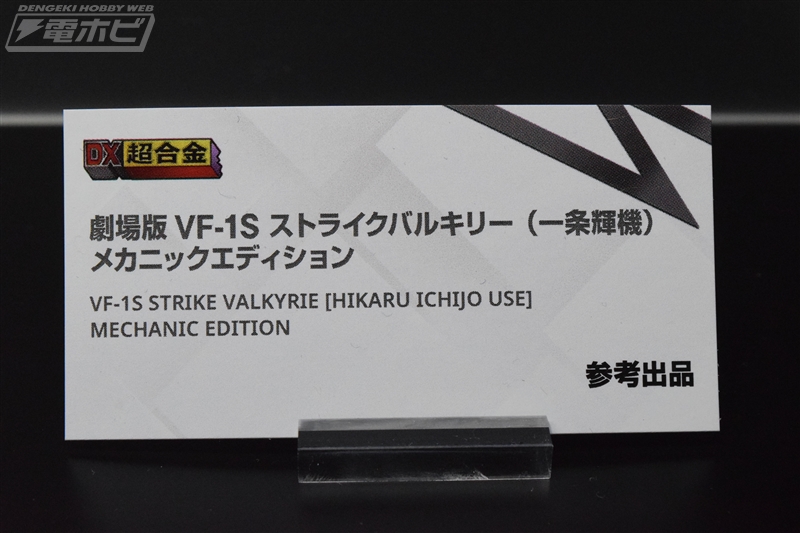 DENGEKI HOBBY WEB
電ホビ
DX超合金
劇場版 VF-1S ストライクバルキリー（一条輝機）
メカニックエディション
VF-1S STRIKE VALKYRIE [HIKARU ICHIJO USE]
MECHANIC EDITION
参考出品